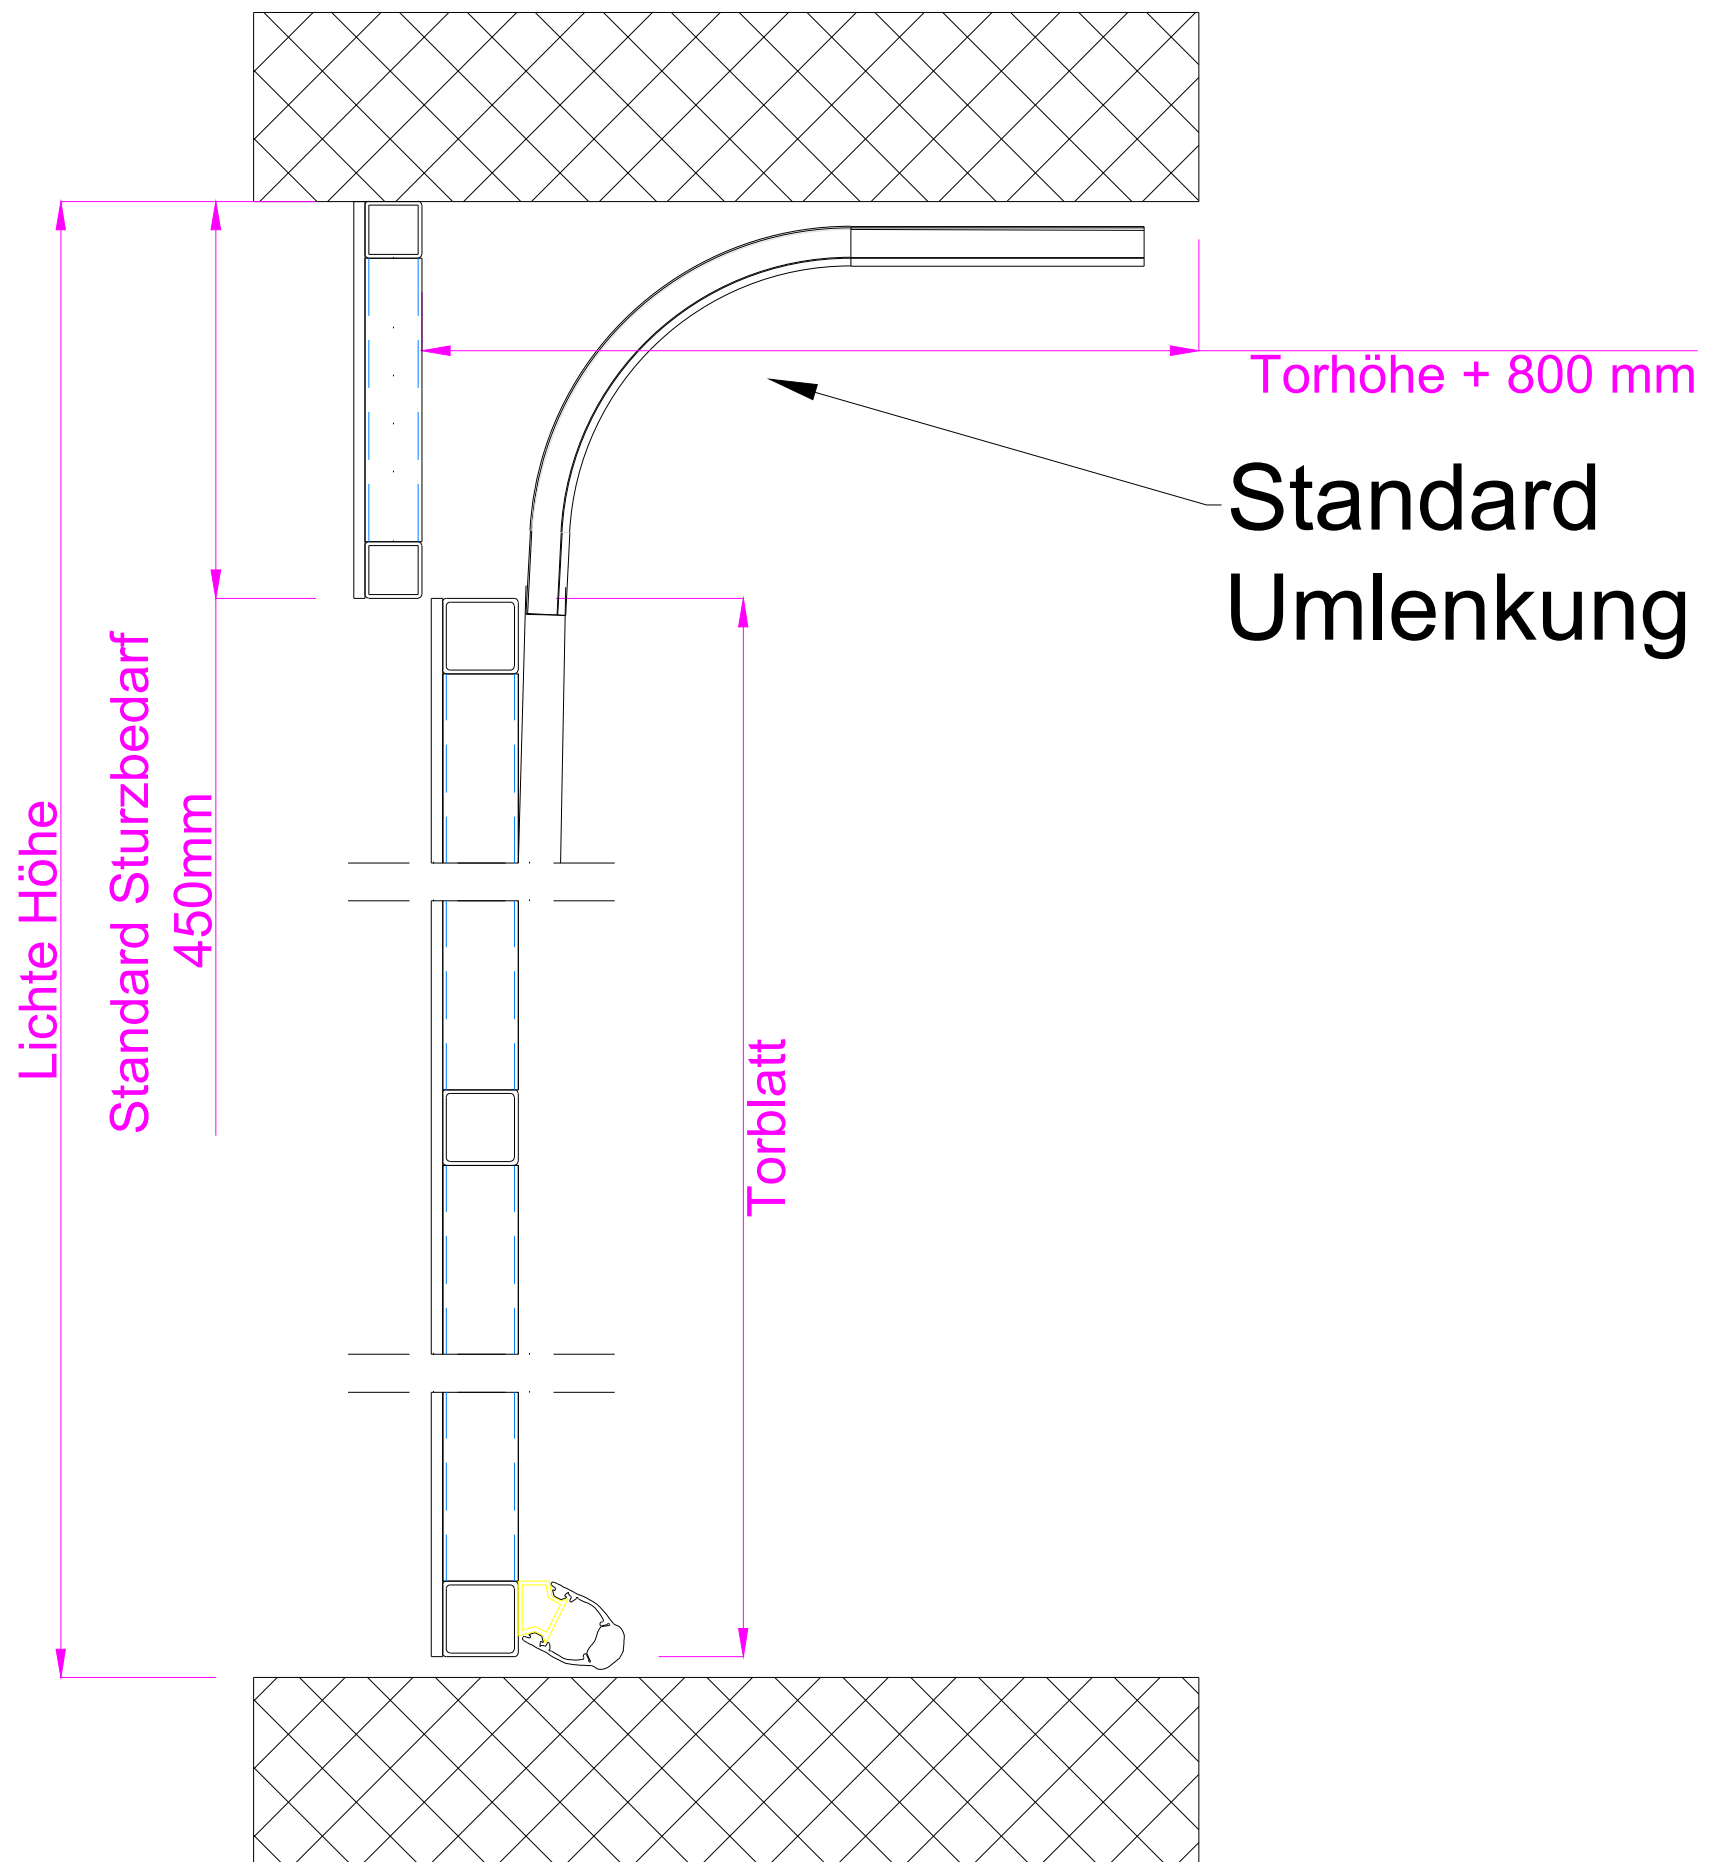 Torhöhe + 800 mm
Standard
Umlenkung
Lichte Höhe
Standard Sturzbedarf
450mm
Torblatt